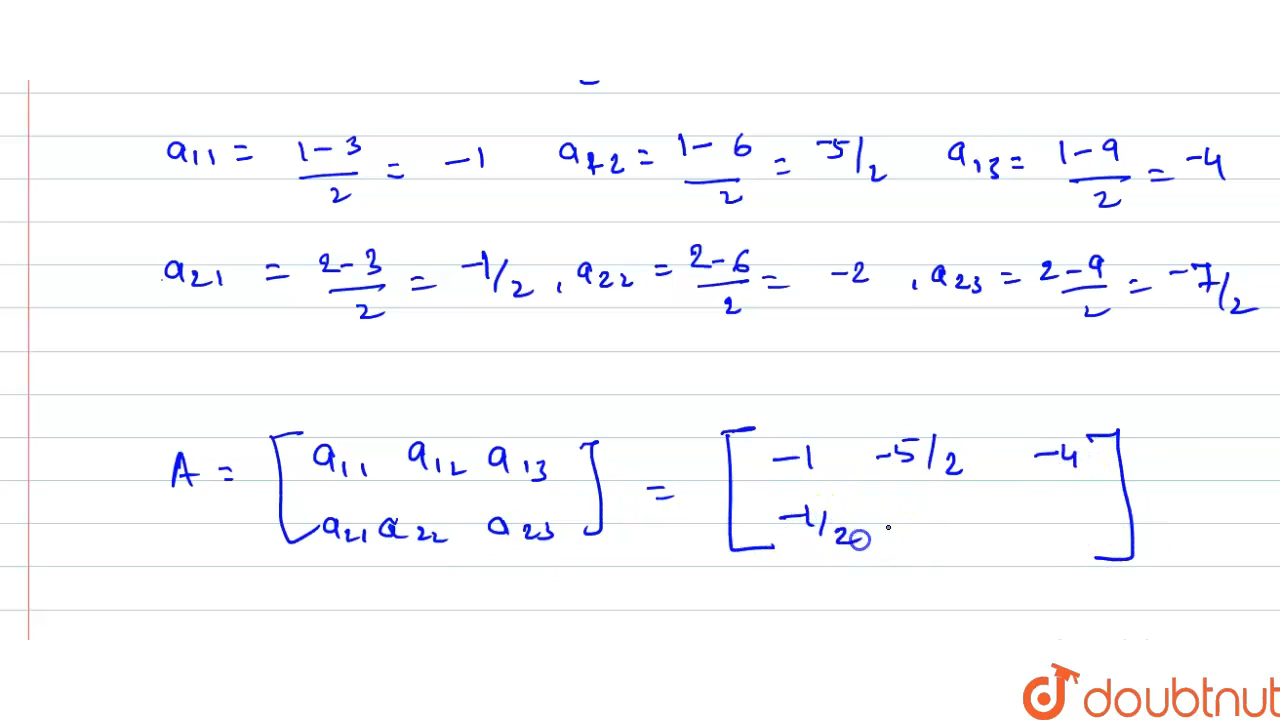 a11 = 1-3/2 = -1 a12 = 1-6/2 = -5/2 a13 = 1-9/2 = -4
a21 = 2-3/2 = -1/2 , a22 = 2-6/2 = -2 , a23 = 2-9/2 = -7/2
A = [ a11 a12 a13 ] = [ -1 -5/2 -4 ]
a21 a22 a23 -1/2
doubtnut